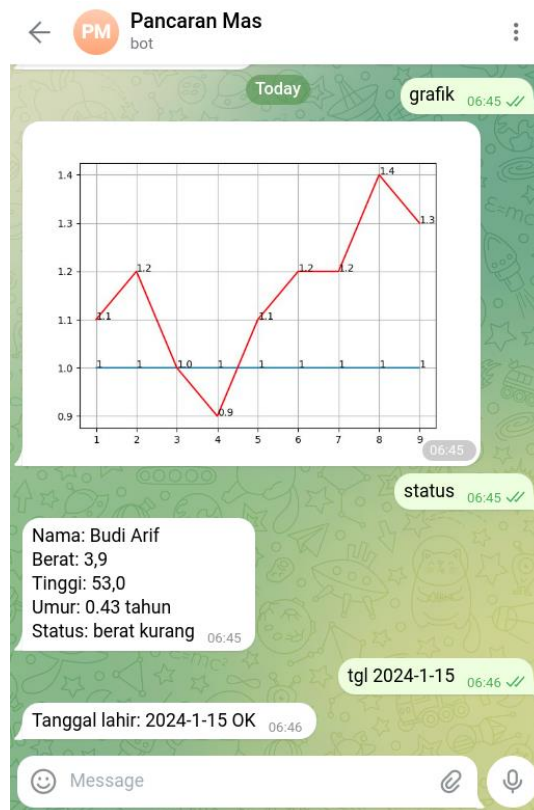 PM
Pancaran Mas
bot
Today
grafik 06:45
1.4
1.3
1.2
1.1
1.0
0.9
1.1
1.2
1.0
0.9
1.1
1.2
1.2
1.4
1.3
1 1 1 1 1 1 1 1
1 2 3 4 5 6 7 8 9
06:45
status 06:45
Nama: Budi Arif
Berat: 3,9
Tinggi: 53,0
Umur: 0.43 tahun
Status: berat kurang 06:45
tgl 2024-1-15 06:46
Tanggal lahir: 2024-1-15 OK 06:46
Message